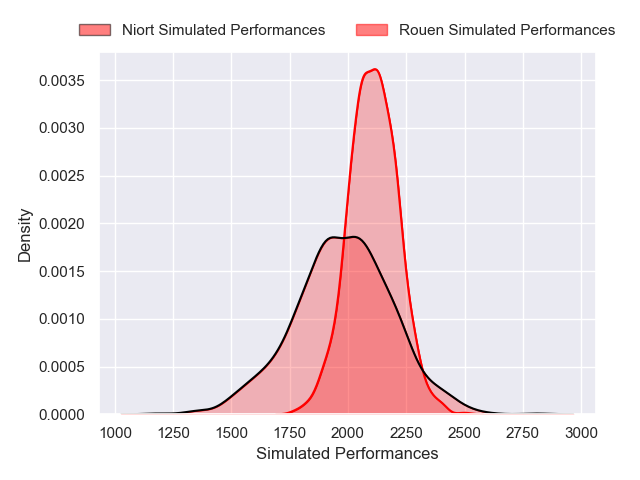 Niort Simulated Performances Rouen Simulated Performances
0.0035
0.0030
0.0025
0.0020
0.0015
0.0010
0.0005
0.0000
Density
1000 1250 1500 1750 2000 2250 2500 2750 3000
Simulated Performances